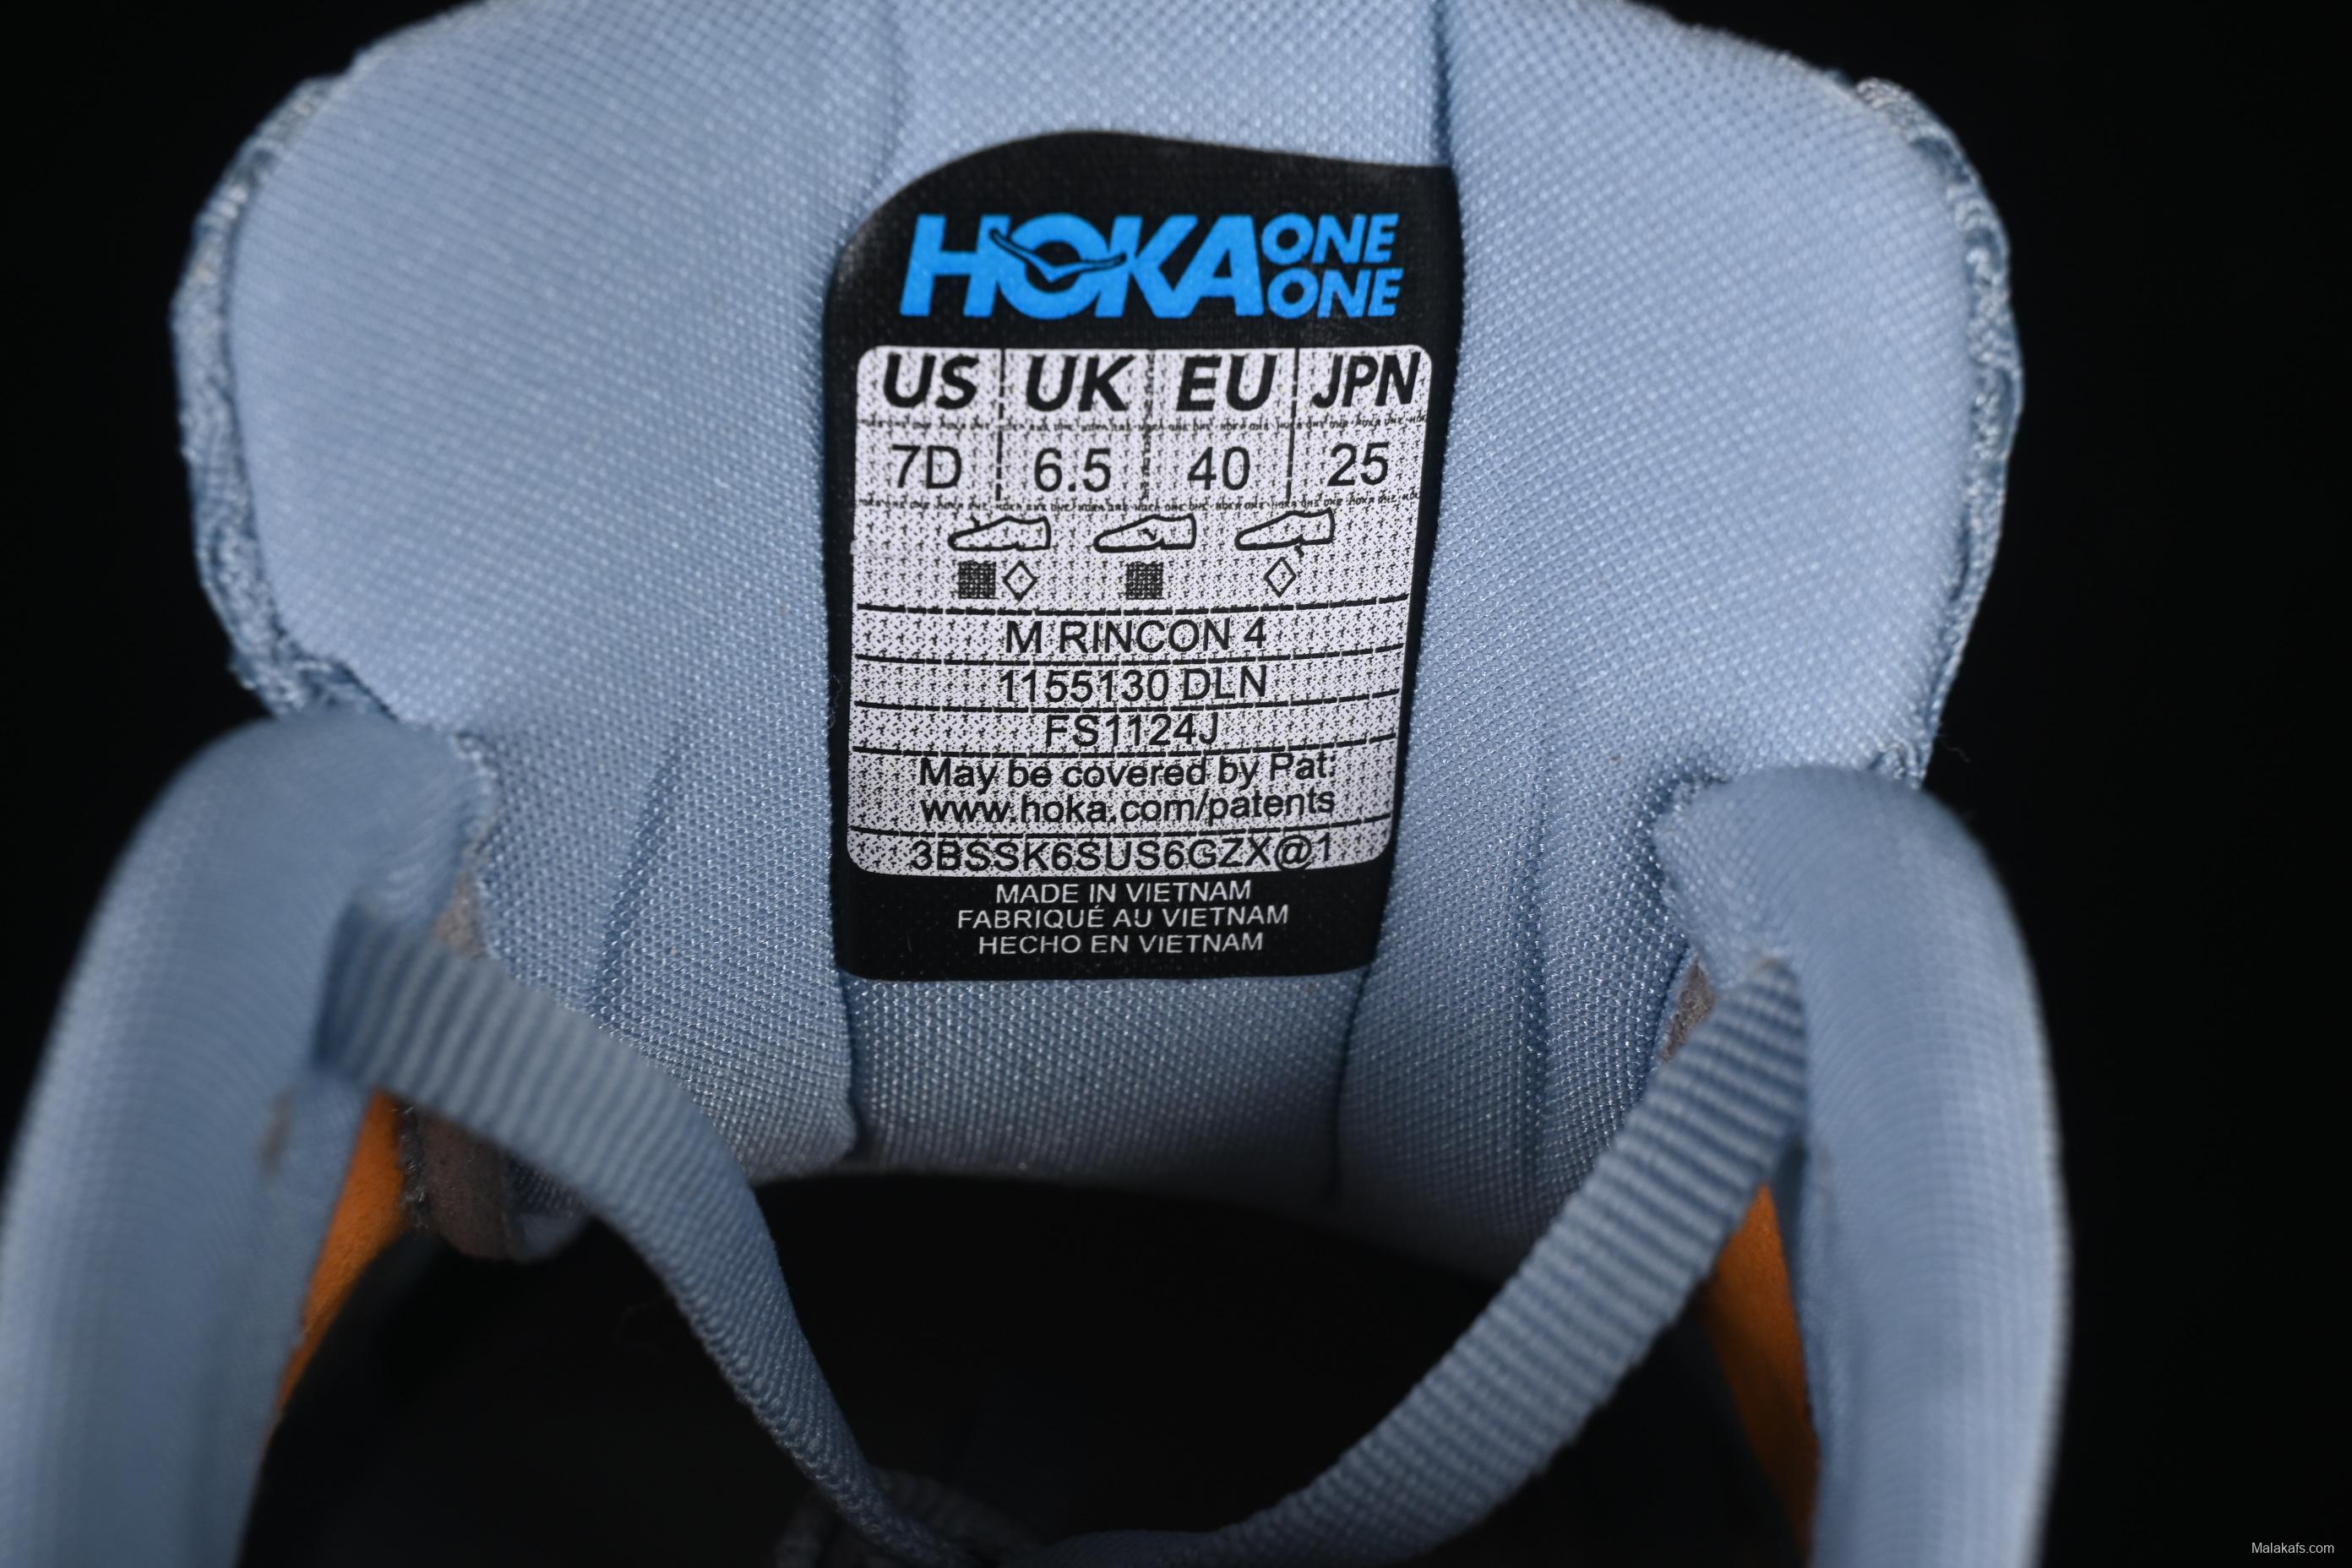 HOKA ONE ONE
US UK EU JPN
7D 6.5 40 25
M RINCON 4
1155130 DLN
FS1124J
May be covered by Pat:
www.hoka.com/patents
3BSSK6SUS6GZX@1
MADE IN VIETNAM
FABRIQUÉ AU VIETNAM
HECHO EN VIETNAM
Malakafs.com